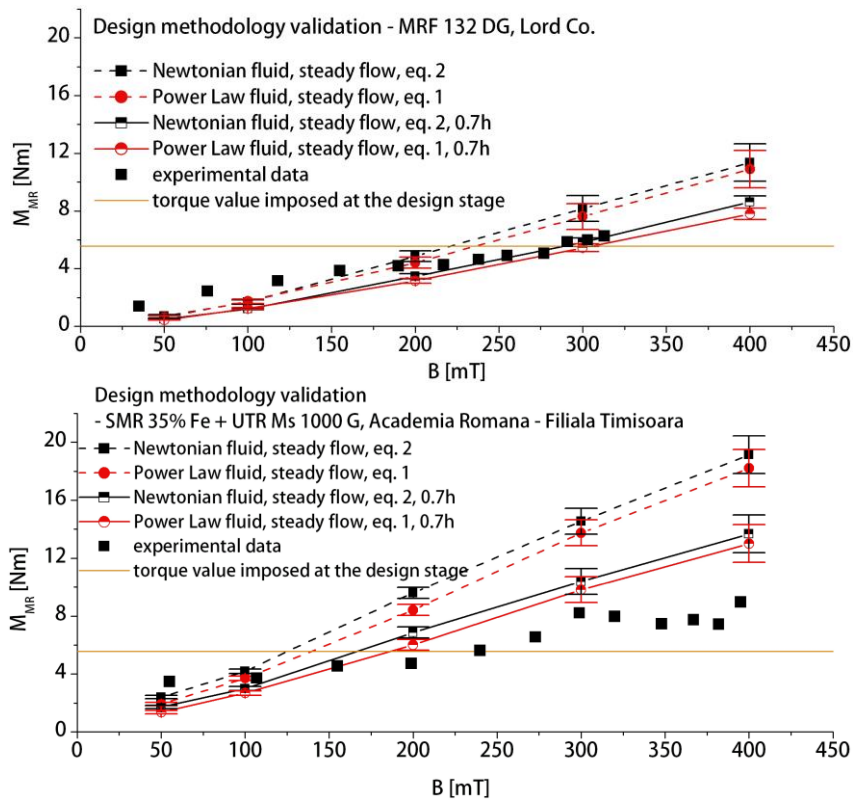 Design methodology validation - MRF 132 DG, Lord Co.
Newtonian fluid, steady flow, eq. 2
Power Law fluid, steady flow, eq. 1
Newtonian fluid, steady flow, eq. 2, 0.7h
Power Law fluid, steady flow, eq. 1, 0.7h
experimental data
torque value imposed at the design stage
M_MR [Nm]
20
16
12
8
4
0
0 50 100 150 200 250 300 350 400 450
B [mT]
Design methodology validation
- SMR 35% Fe + UTR Ms 1000 G, Academia Romana - Filiala Timisoara
Newtonian fluid, steady flow, eq. 2
Power Law fluid, steady flow, eq. 1
Newtonian fluid, steady flow, eq. 2, 0.7h
Power Law fluid, steady flow, eq. 1, 0.7h
experimental data
torque value imposed at the design stage
M_MR [Nm]
20
16
12
8
4
0
0 50 100 150 200 250 300 350 400 450
B [mT]